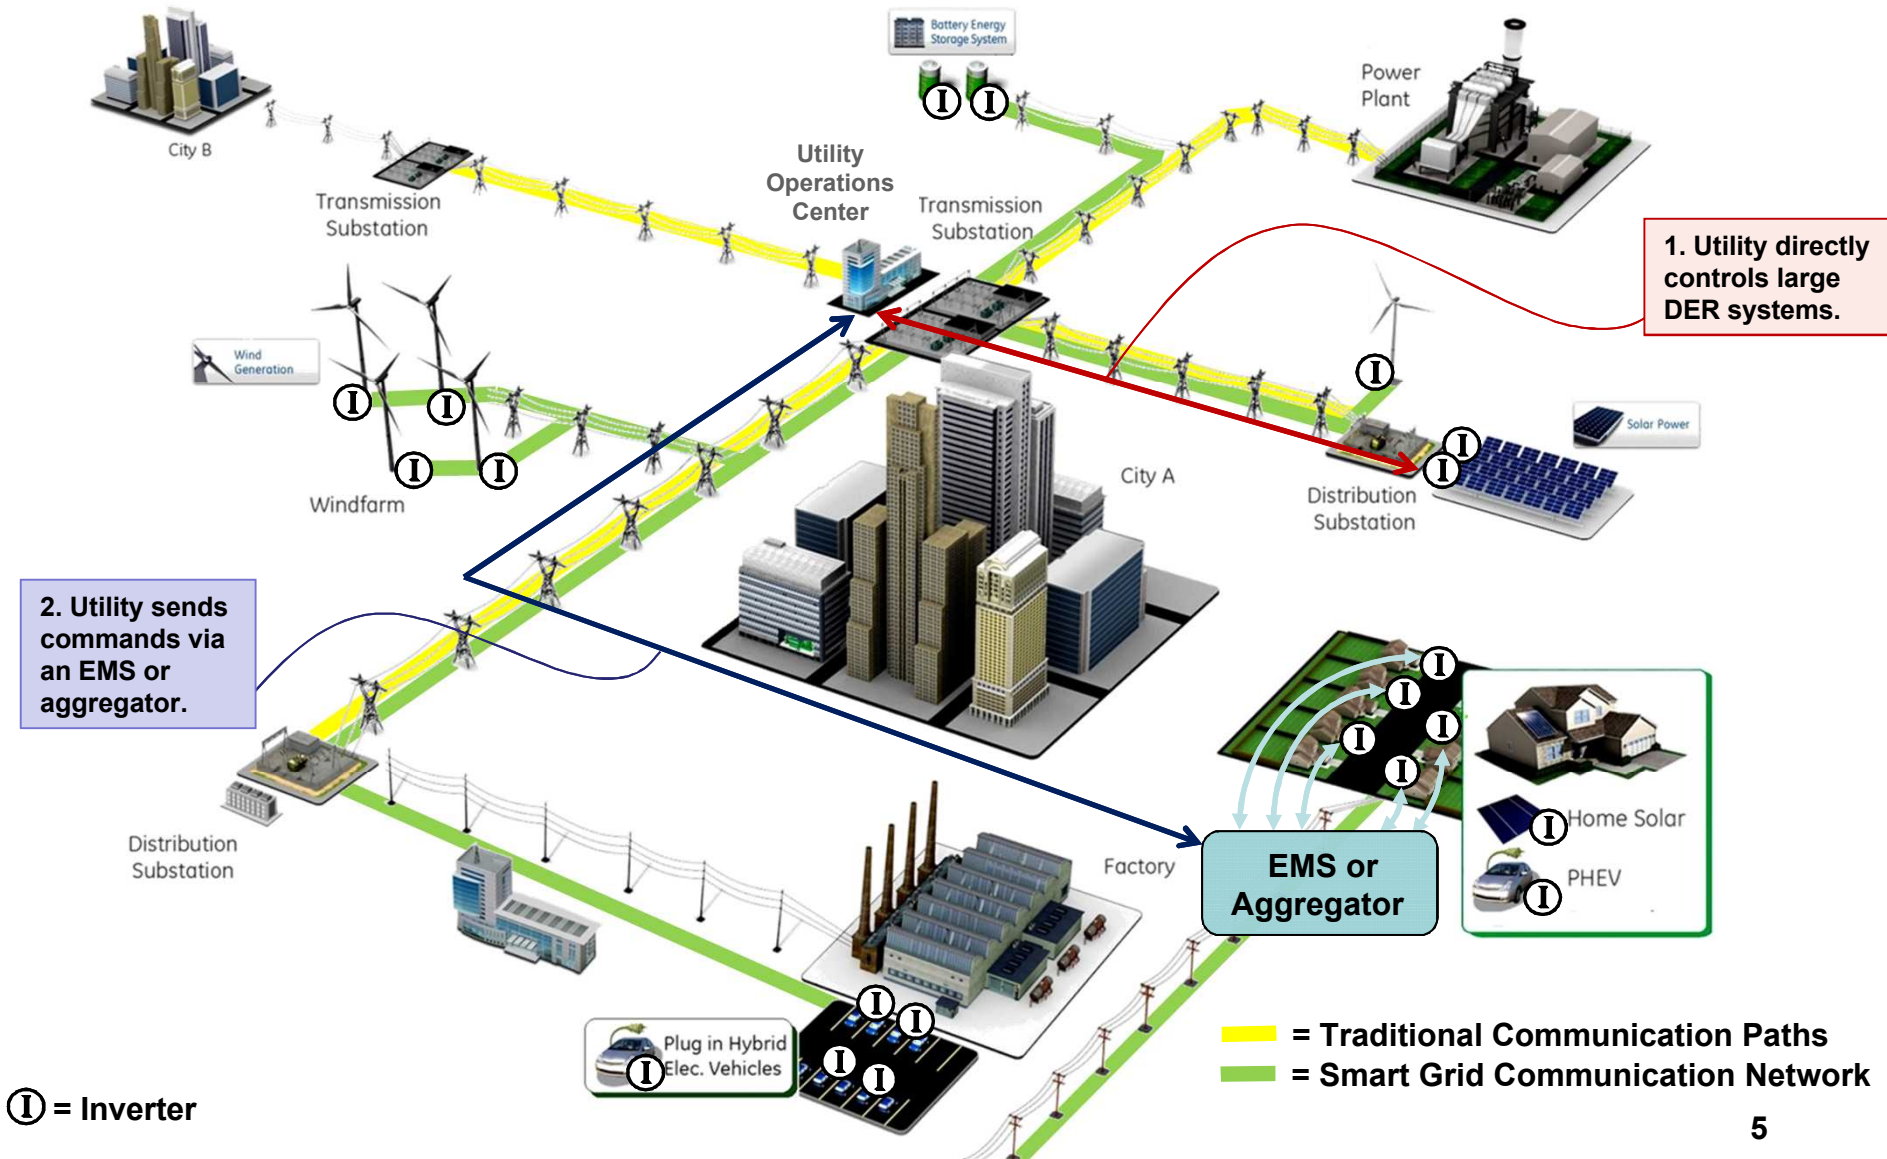 Battery Energy
Storage System
Power
Plant
City B
Utility
Operations
Center
Transmission
Substation
Transmission
Substation
1. Utility directly
controls large
DER systems.
Wind
Generation
Solar Power
Windfarm
City A
Distribution
Substation
2. Utility sends
commands via
an EMS or
aggregator.
I
I
I
I
I
I
I
I
I
I
I
I
I
I
Home Solar
I
PHEV
I
EMS or
Aggregator
Distribution
Substation
Factory
I
I
I
I
Plug in Hybrid
Elec. Vehicles
I
= Traditional Communication Paths
= Smart Grid Communication Network
I = Inverter
5